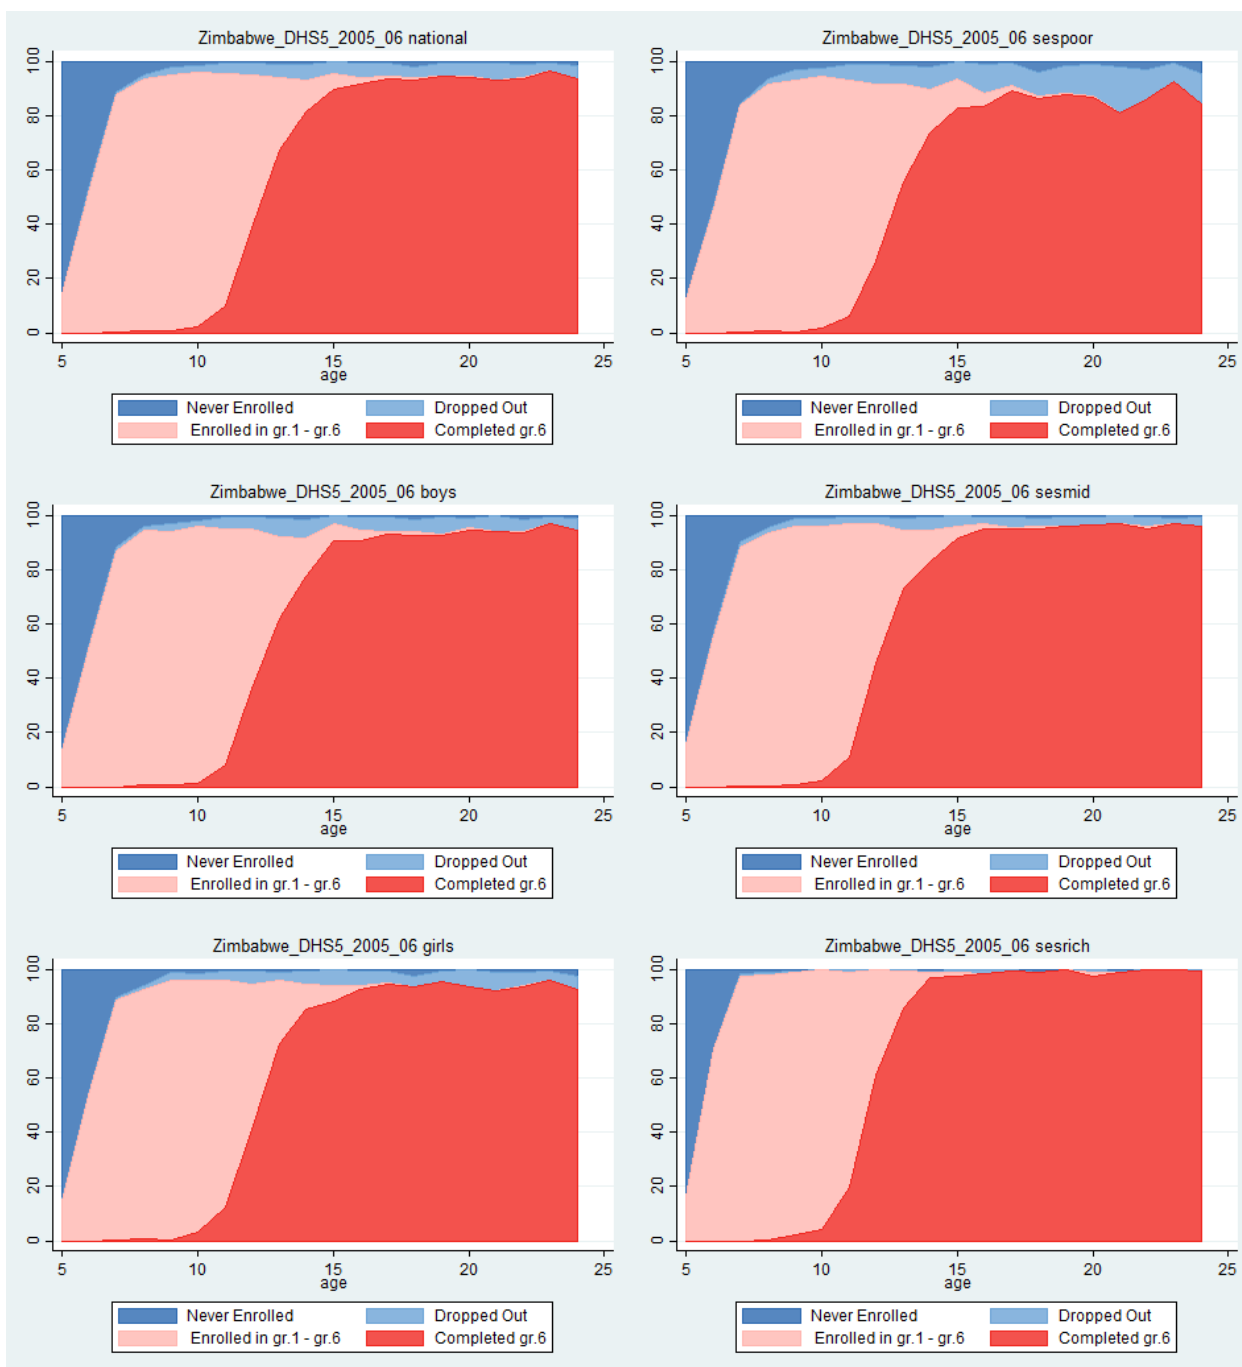 Zimbabwe_DHS5_2005_06 national
100
80
60
40
20
0
5 10 15 20 25
age
Never Enrolled Dropped Out
Enrolled in gr.1 - gr.6 Completed gr.6
Zimbabwe_DHS5_2005_06 sespoor
100
80
60
40
20
0
5 10 15 20 25
age
Never Enrolled Dropped Out
Enrolled in gr.1 - gr.6 Completed gr.6
Zimbabwe_DHS5_2005_06 boys
100
80
60
40
20
0
5 10 15 20 25
age
Never Enrolled Dropped Out
Enrolled in gr.1 - gr.6 Completed gr.6
Zimbabwe_DHS5_2005_06 sesmid
100
80
60
40
20
0
5 10 15 20 25
age
Never Enrolled Dropped Out
Enrolled in gr.1 - gr.6 Completed gr.6
Zimbabwe_DHS5_2005_06 girls
100
80
60
40
20
0
5 10 15 20 25
age
Never Enrolled Dropped Out
Enrolled in gr.1 - gr.6 Completed gr.6
Zimbabwe_DHS5_2005_06 sesrich
100
80
60
40
20
0
5 10 15 20 25
age
Never Enrolled Dropped Out
Enrolled in gr.1 - gr.6 Completed gr.6